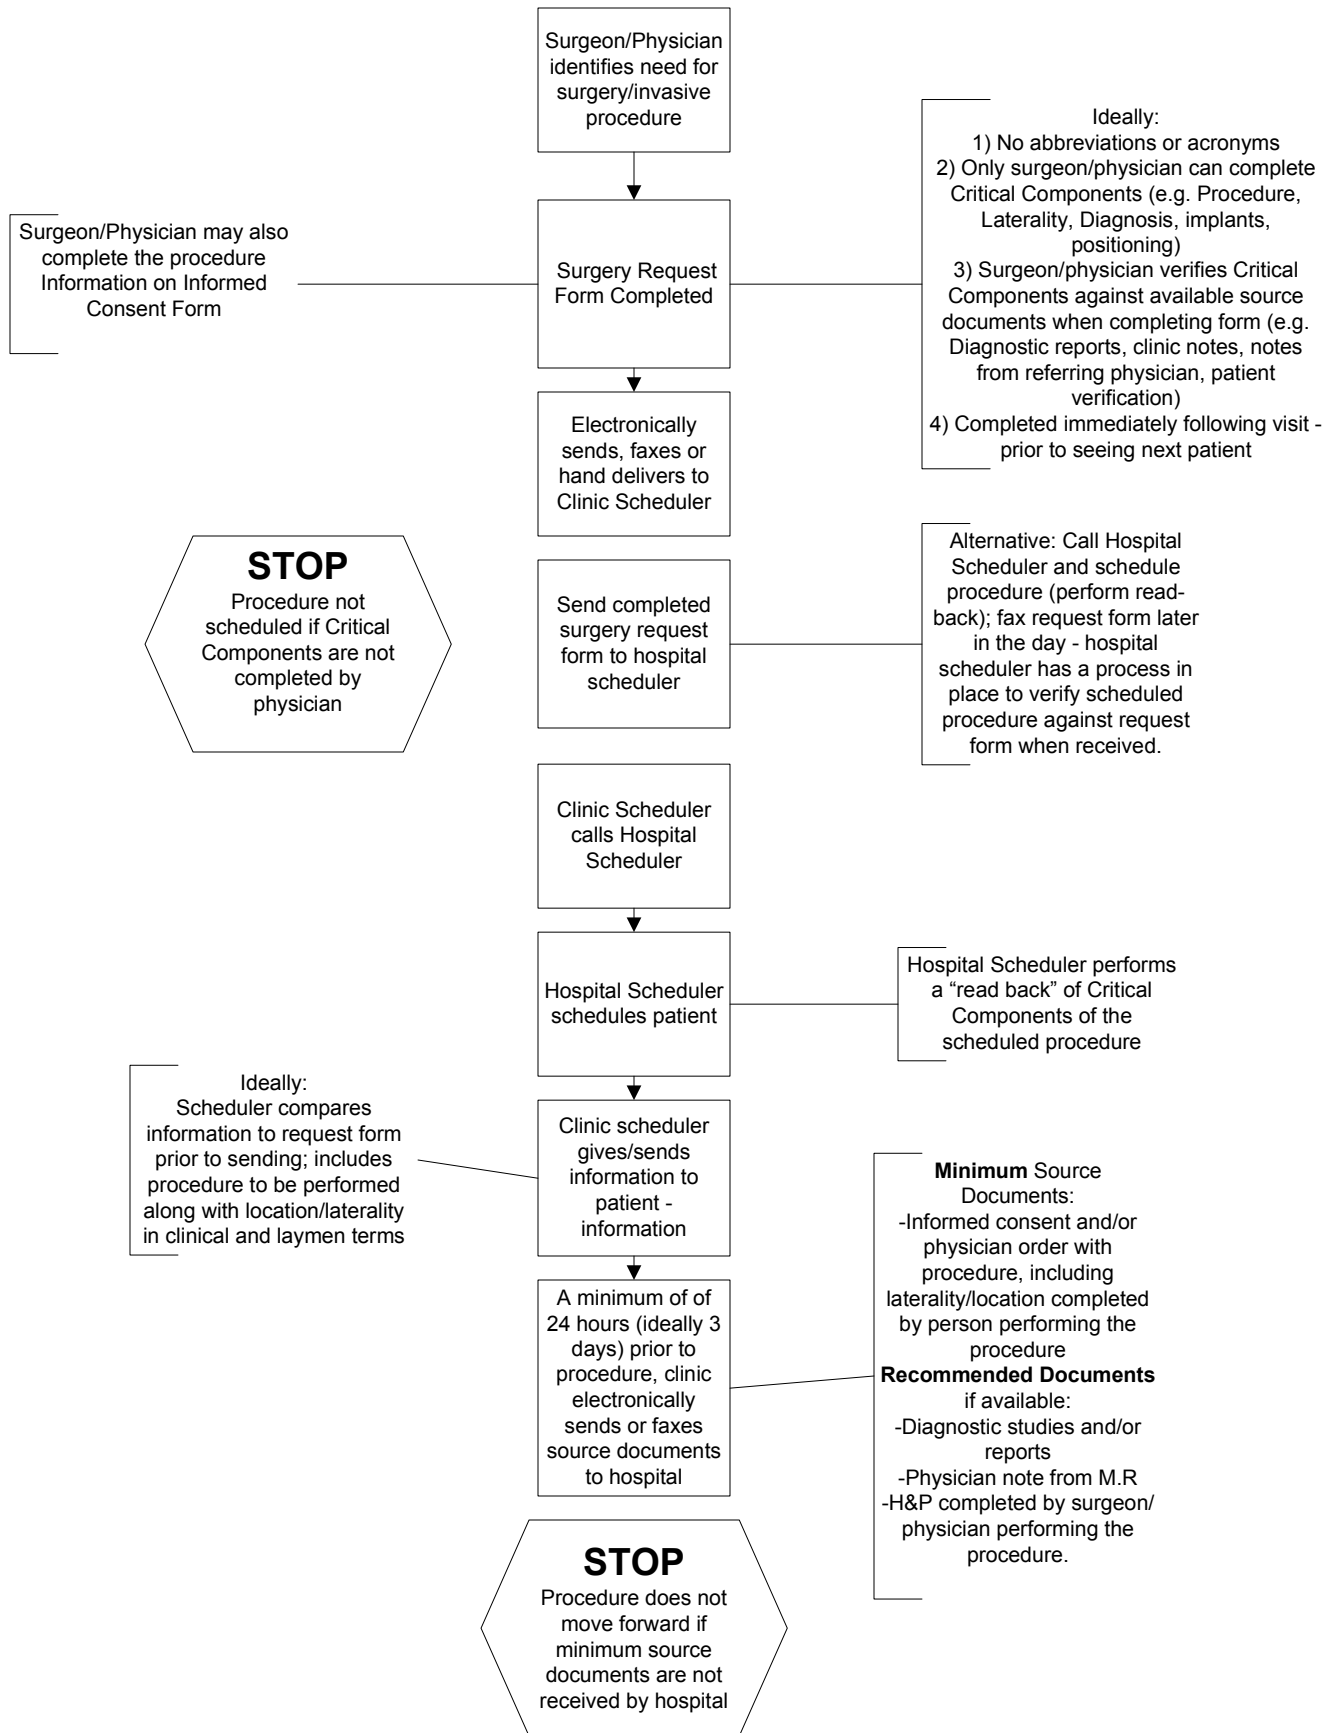 Surgeon/Physician
identifies need for
surgery/invasive
procedure
Ideally:
1) No abbreviations or acronyms
2) Only surgeon/physician can complete
Critical Components (e.g. Procedure,
Laterality, Diagnosis, implants,
positioning)
3) Surgeon/physician verifies Critical
Components against available source
documents when completing form (e.g.
Diagnostic reports, clinic notes, notes
from referring physician, patient
verification)
4) Completed immediately following visit -
prior to seeing next patient
Surgeon/Physician may also
complete the procedure
Information on Informed
Consent Form
Surgery Request
Form Completed
Electronically
sends, faxes or
hand delivers to
Clinic Scheduler
STOP
Procedure not
scheduled if Critical
Components are not
completed by
physician
Send completed
surgery request
form to hospital
scheduler
Alternative: Call Hospital
Scheduler and schedule
procedure (perform read-
back); fax request form later
in the day - hospital
scheduler has a process in
place to verify scheduled
procedure against request
form when received.
Clinic Scheduler
calls Hospital
Scheduler
Hospital Scheduler
schedules patient
Hospital Scheduler performs
a “read back” of Critical
Components of the
scheduled procedure
Ideally:
Scheduler compares
information to request form
prior to sending; includes
procedure to be performed
along with location/laterality
in clinical and laymen terms
Clinic scheduler
gives/sends
information to
patient -
information
A minimum of of
24 hours (ideally 3
days) prior to
procedure, clinic
electronically
sends or faxes
source documents
to hospital
Minimum Source
Documents:
-Informed consent and/or
physician order with
procedure, including
laterality/location completed
by person performing the
procedure
Recommended Documents
if available:
-Diagnostic studies and/or
reports
-Physician note from M.R
-H&P completed by surgeon/
physician performing the
procedure.
STOP
Procedure does not
move forward if
minimum source
documents are not
received by hospital